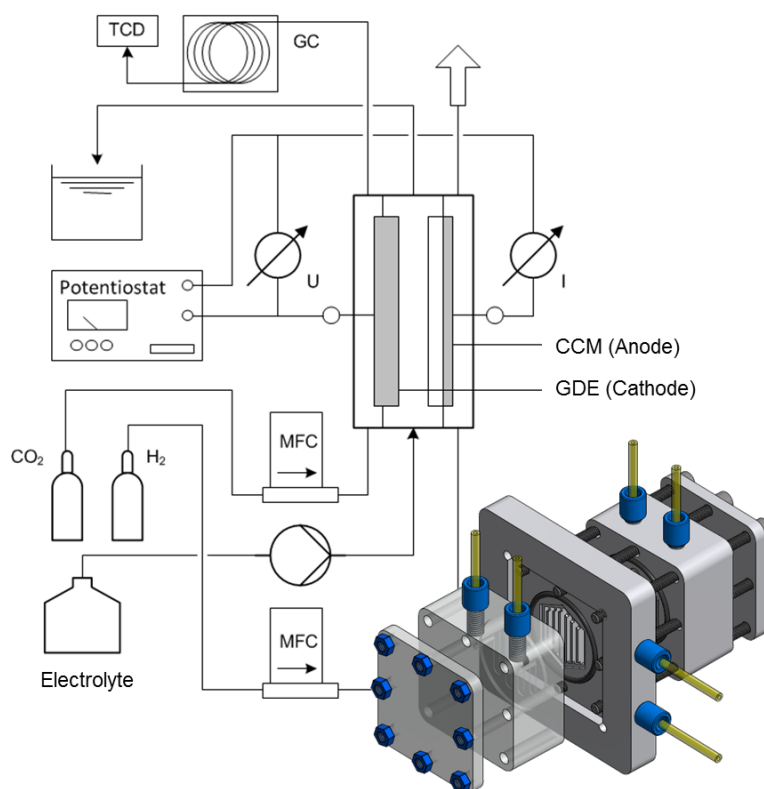 TCD
GC
Potentiostat
U
I
CCM (Anode)
GDE (Cathode)
MFC
CO₂
H₂
MFC
Electrolyte